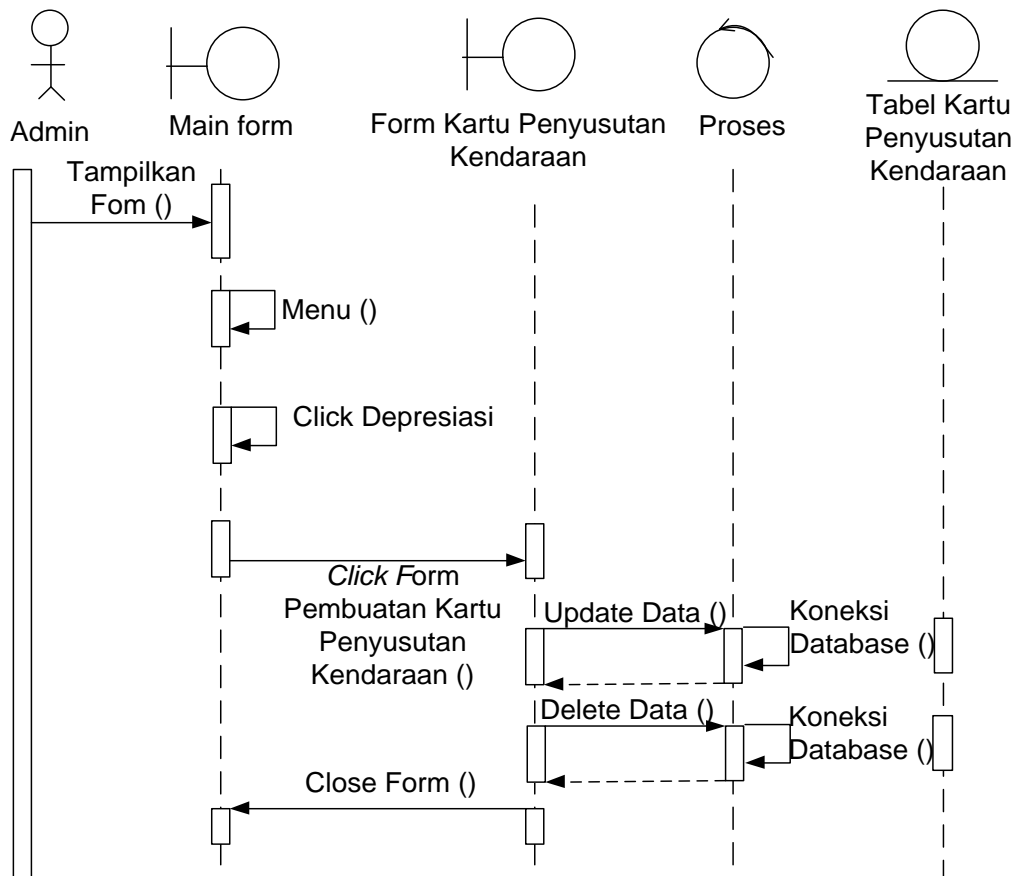 Admin
Main form
Form Kartu Penyusutan
Kendaraan
Proses
Tabel Kartu
Penyusutan
Kendaraan
Tampilkan
Fom ()
Menu ()
Click Depresiasi
Click Form
Pembuatan Kartu
Penyusutan
Kendaraan ()
Update Data ()
Koneksi
Database ()
Delete Data ()
Koneksi
Database ()
Close Form ()